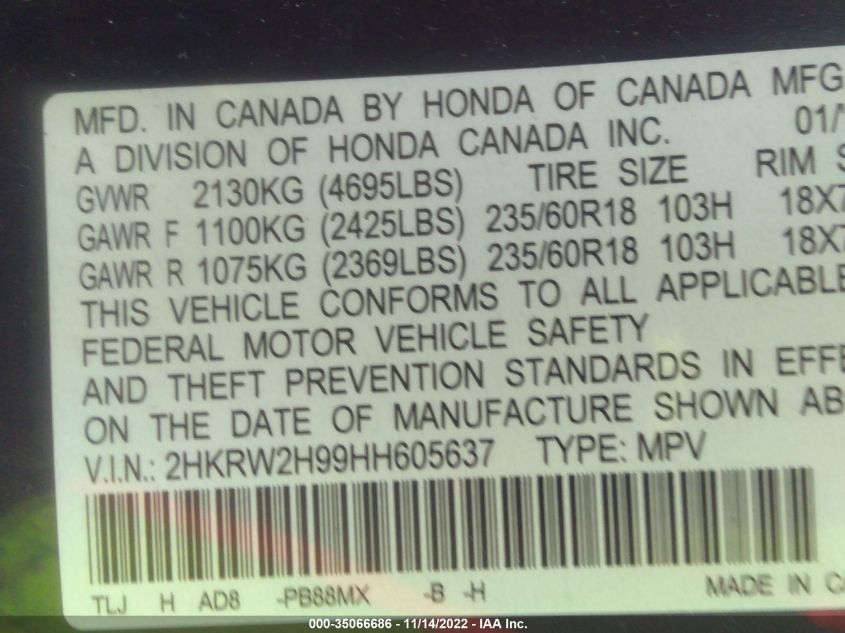 MFD. IN CANADA BY HONDA OF CANADA MFG
A DIVISION OF HONDA CANADA INC. 01/
GVWR 2130KG (4695LBS) TIRE SIZE RIM S
GAWR F 1100KG (2425LBS) 235/60R18 103H 18X7
GAWR R 1075KG (2369LBS) 235/60R18 103H 18X7
THIS VEHICLE CONFORMS TO ALL APPLICABLE
FEDERAL MOTOR VEHICLE SAFETY
AND THEFT PREVENTION STANDARDS IN EFFE
ON THE DATE OF MANUFACTURE SHOWN AB
V.I.N.: 2HKRW2H99HH605637 TYPE: MPV
TLJ H AD8 -PB88MX -B -H MADE IN CA
000-35066686 - 11/14/2022 - IAA Inc.